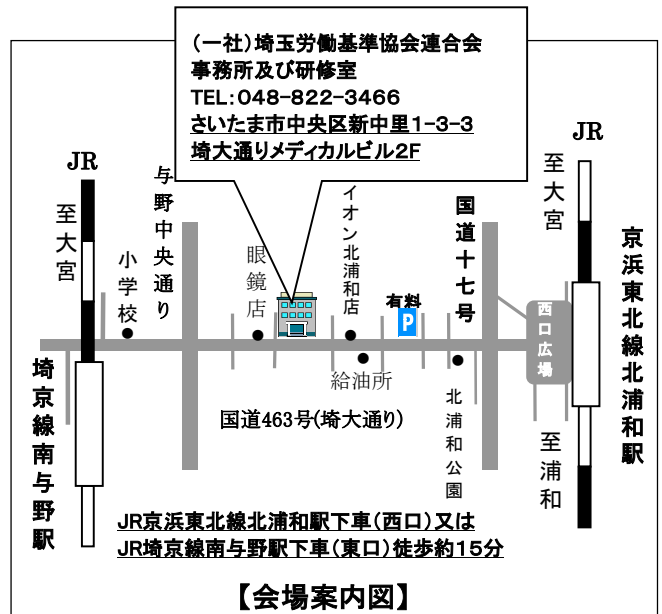 (一社)埼玉労働基準協会連合会
事務所及び研修室
TEL:048-822-3466
さいたま市中央区新中里1-3-3
埼大通りメディカルビル2F
JR
至大宮
小学校
与野中央通り
眼鏡店
イオン北浦和店
有料
P
国道十七号
JR
至大宮
西口広場
京浜東北線北浦和駅
埼京線南与野駅
給油所
国道463号(埼大通り)
北浦和公園
至浦和
JR京浜東北線北浦和駅下車(西口)又は
JR埼京線南与野駅下車(東口)徒歩約15分
【会場案内図】